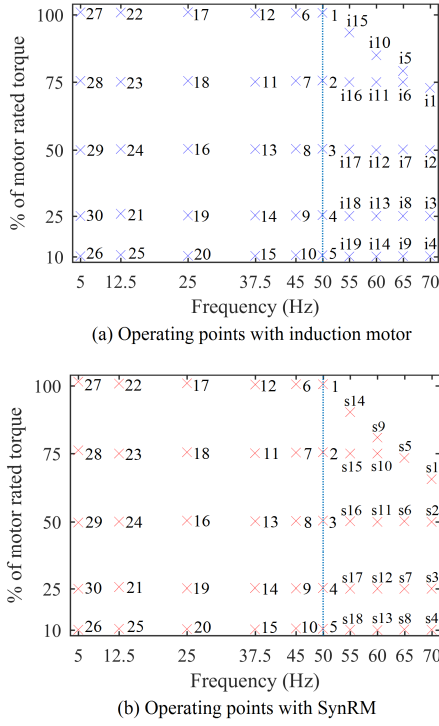 100 27 22 17 12 6 1 i15
i10
i5
75 28 23 18 11 7 2 i16 i11 i6 i1
50 29 24 16 13 8 3 i17 i12 i7 i2
25 30 21 19 14 9 4 i18 i13 i8 i3
10 26 25 20 15 10 5 i19 i14 i9 i4
% of motor rated torque
5 12.5 25 37.5 45 50 55 60 65 70
Frequency (Hz)
(a) Operating points with induction motor
100 27 22 17 12 6 1 s14
s9
s5
75 28 23 18 11 7 2 s15 s10 s1
50 29 24 16 13 8 3 s16 s11 s6 s2
25 30 21 19 14 9 4 s17 s12 s7 s3
10 26 25 20 15 10 5 s18 s13 s8 s4
% of motor rated torque
5 12.5 25 37.5 45 50 55 60 65 70
Frequency (Hz)
(b) Operating points with SynRM